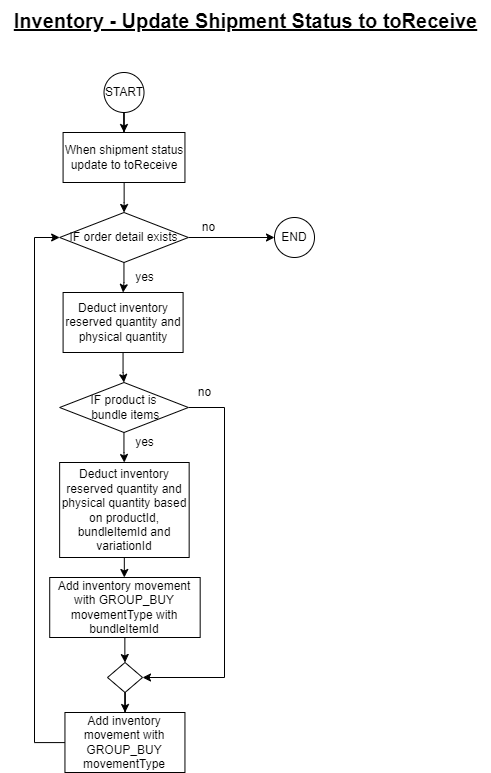 Inventory - Update Shipment Status to toReceive
START
When shipment status
update to toReceive
IF order detail exists
no
END
yes
Deduct inventory
reserved quantity and
physical quantity
IF product is
bundle items
no
yes
Deduct inventory
reserved quantity and
physical quantity based
on productId,
bundleItemId and
variationId
Add inventory movement
with GROUP_BUY
movementType with
bundleItemId
Add inventory
movement with
GROUP_BUY
movementType